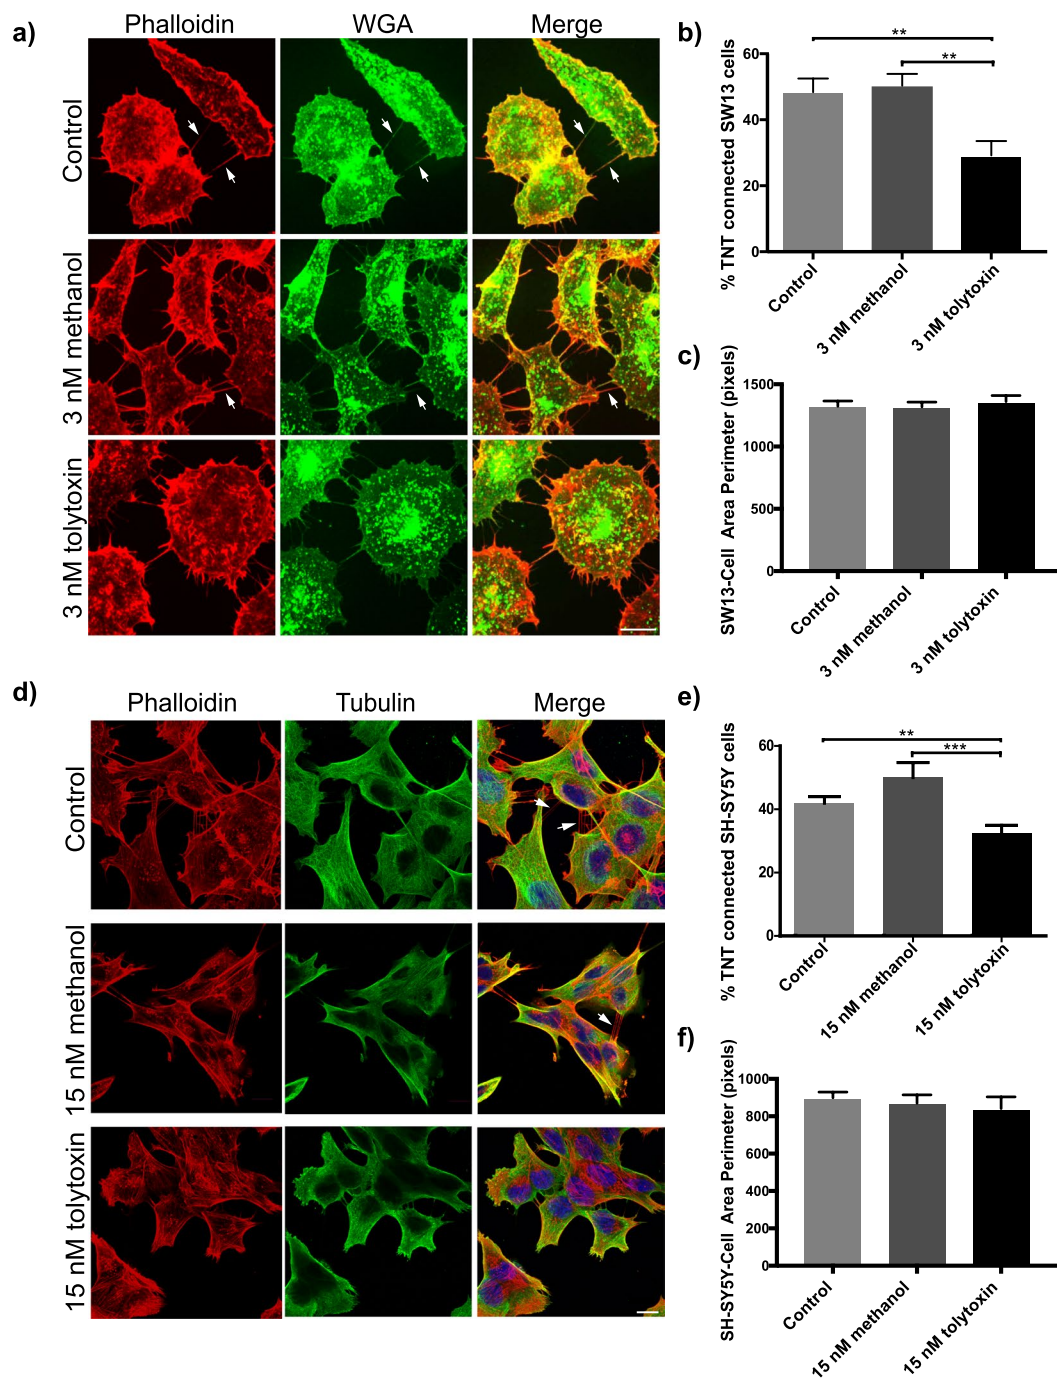 a)
Phalloidin WGA Merge
Control
3 nM methanol
3 nM tolytoxin
b)
% TNT connected SW13 cells
60
40
20
0
**
**
Control
3 nM methanol
3 nM tolytoxin
c)
SW13-Cell Area Perimeter (pixels)
1500
1000
500
0
Control
3 nM methanol
3 nM tolytoxin
d)
Phalloidin Tubulin Merge
Control
15 nM methanol
15 nM tolytoxin
e)
% TNT connected SH-SY5Y cells
60
40
20
0
**
***
Control
15 nM methanol
15 nM tolytoxin
f)
SH-SY5Y-Cell Area Perimeter (pixels)
1000
800
600
400
200
0
Control
15 nM methanol
15 nM tolytoxin